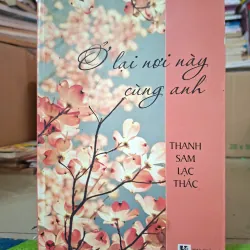 Ở lại nơi này
cùng anh
THANH
SAM
LẠC
THÁC